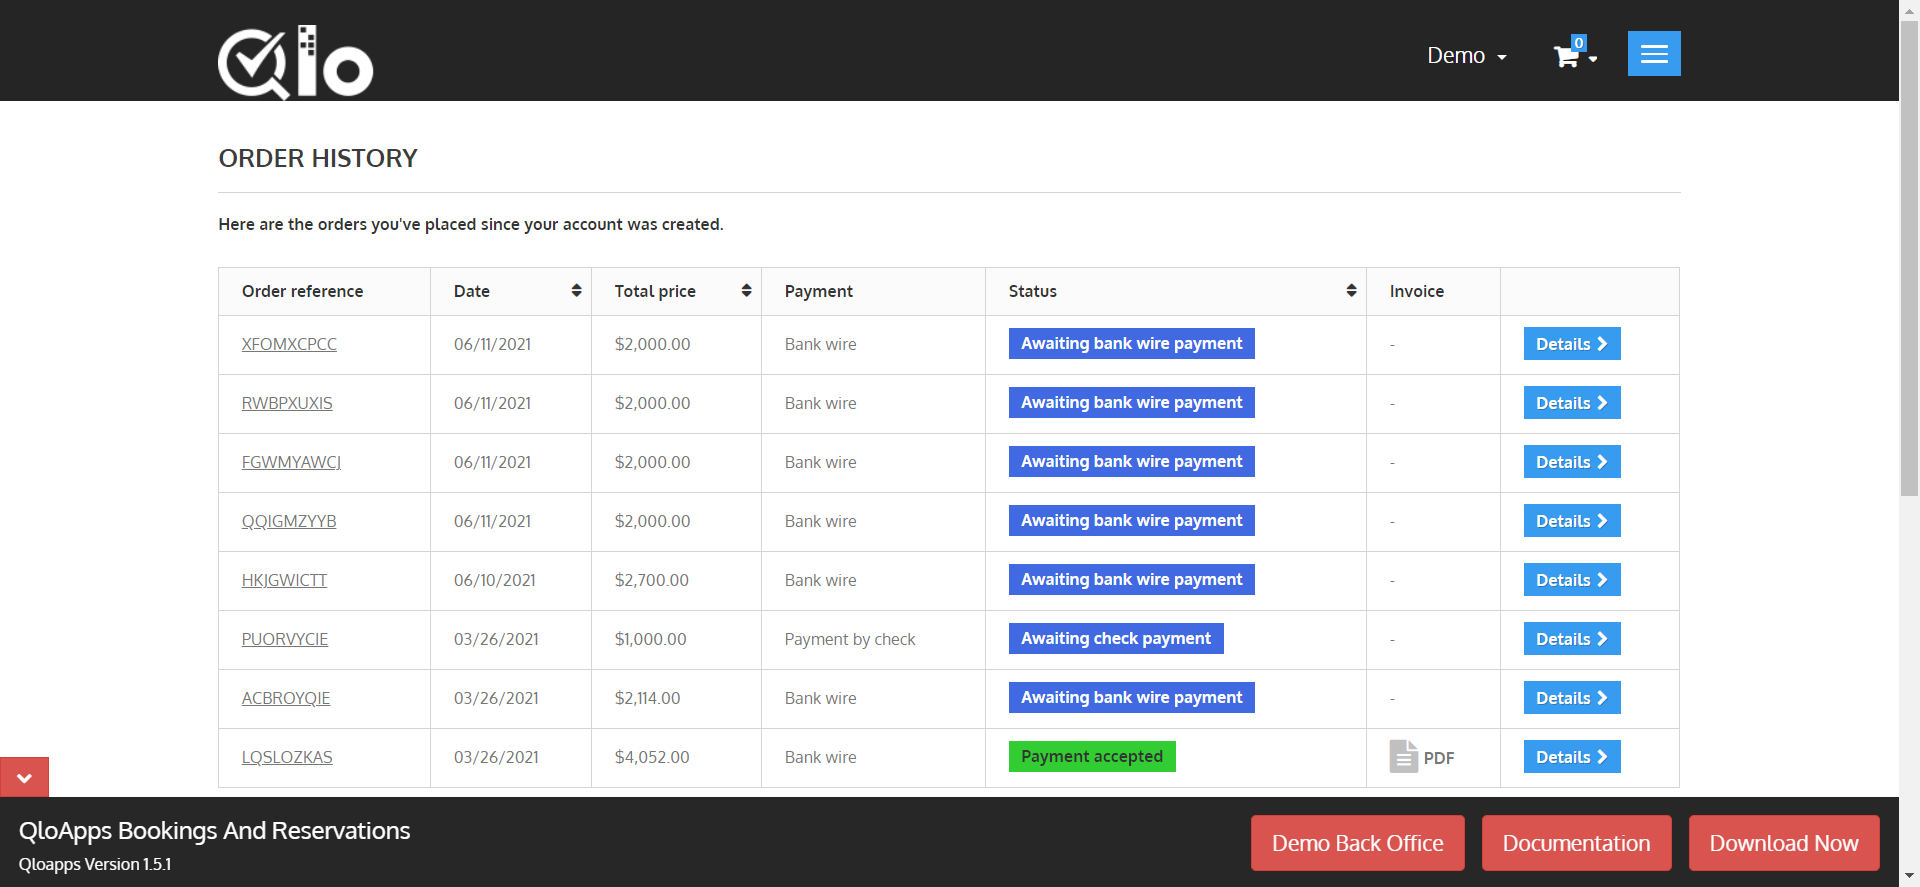 Qlo
Demo
0
ORDER HISTORY
Here are the orders you've placed since your account was created.
Order reference Date Total price Payment Status Invoice
XFOMXCPCC 06/11/2021 $2,000.00 Bank wire Awaiting bank wire payment - Details
RWBPXUXIS 06/11/2021 $2,000.00 Bank wire Awaiting bank wire payment - Details
FGWMYAWCJ 06/11/2021 $2,000.00 Bank wire Awaiting bank wire payment - Details
QQIGMZYYB 06/11/2021 $2,000.00 Bank wire Awaiting bank wire payment - Details
HKJGWICTT 06/10/2021 $2,700.00 Bank wire Awaiting bank wire payment - Details
PUORVYCIE 03/26/2021 $1,000.00 Payment by check Awaiting check payment - Details
ACBROYQIE 03/26/2021 $2,114.00 Bank wire Awaiting bank wire payment - Details
LQSLOZKAS 03/26/2021 $4,052.00 Bank wire Payment accepted PDF Details
QloApps Bookings And Reservations
Qloapps Version 1.5.1
Demo Back Office Documentation Download Now